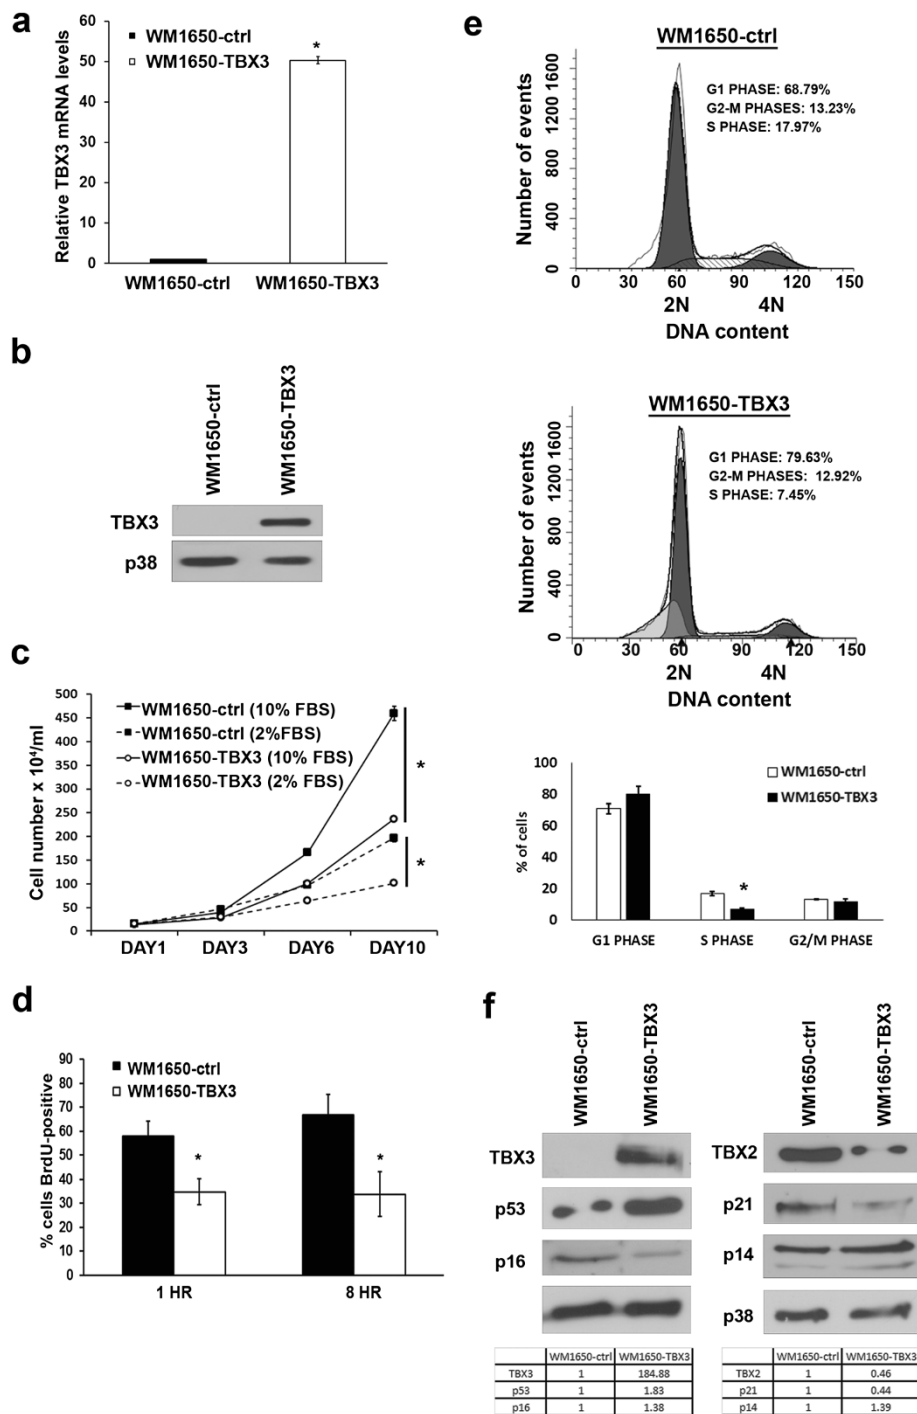 a
Relative TBX3 mRNA levels
60
50
40
30
20
10
0
WM1650-ctrl
WM1650-TBX3
*
WM1650-ctrl
WM1650-TBX3
b
WM1650-ctrl
WM1650-TBX3
TBX3
p38
c
Cell number x 10⁴/ml
500
450
400
350
300
250
200
150
100
50
0
WM1650-ctrl (10% FBS)
WM1650-ctrl (2%FBS)
WM1650-TBX3 (10% FBS)
WM1650-TBX3 (2% FBS)
*
*
DAY1 DAY3 DAY6 DAY10
d
% cells BrdU-positive
90
80
70
60
50
40
30
20
10
0
WM1650-ctrl
WM1650-TBX3
*
*
1 HR 8 HR
e
WM1650-ctrl
G1 PHASE: 68.79%
G2-M PHASES: 13.23%
S PHASE: 17.97%
Number of events
0 400 800 1200 1600
0 30 60 90 120 150
2N 4N
DNA content
WM1650-TBX3
G1 PHASE: 79.63%
G2-M PHASES: 12.92%
S PHASE: 7.45%
Number of events
0 400 800 1200 1600
0 30 60 90 120 150
2N 4N
DNA content
% of cells
100
80
60
40
20
0
WM1650-ctrl
WM1650-TBX3
*
G1 PHASE S PHASE G2/M PHASE
f
WM1650-ctrl
WM1650-TBX3
TBX3
p53
p16
WM1650-ctrl WM1650-TBX3
TBX3 1 184.88
p53 1 1.83
p16 1 1.38
WM1650-ctrl
WM1650-TBX3
TBX2
p21
p14
p38
WM1650-ctrl WM1650-TBX3
TBX2 1 0.46
p21 1 0.44
p14 1 1.39